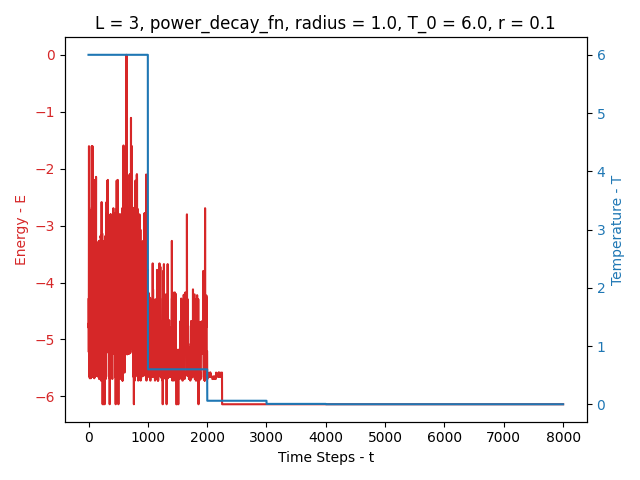 L = 3, power_decay_fn, radius = 1.0, T_0 = 6.0, r = 0.1
Energy - E
0
−1
−2
−3
−4
−5
−6
6
5
4
3
2
1
0
Temperature - T
0 1000 2000 3000 4000 5000 6000 7000 8000
Time Steps - t